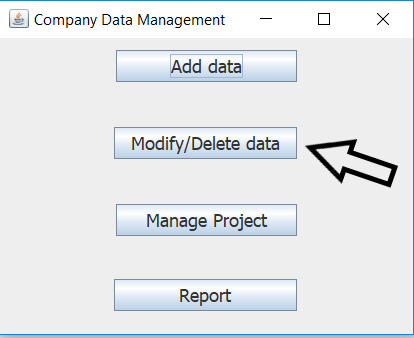 Company Data Management
Add data
Modify/Delete data
Manage Project
Report